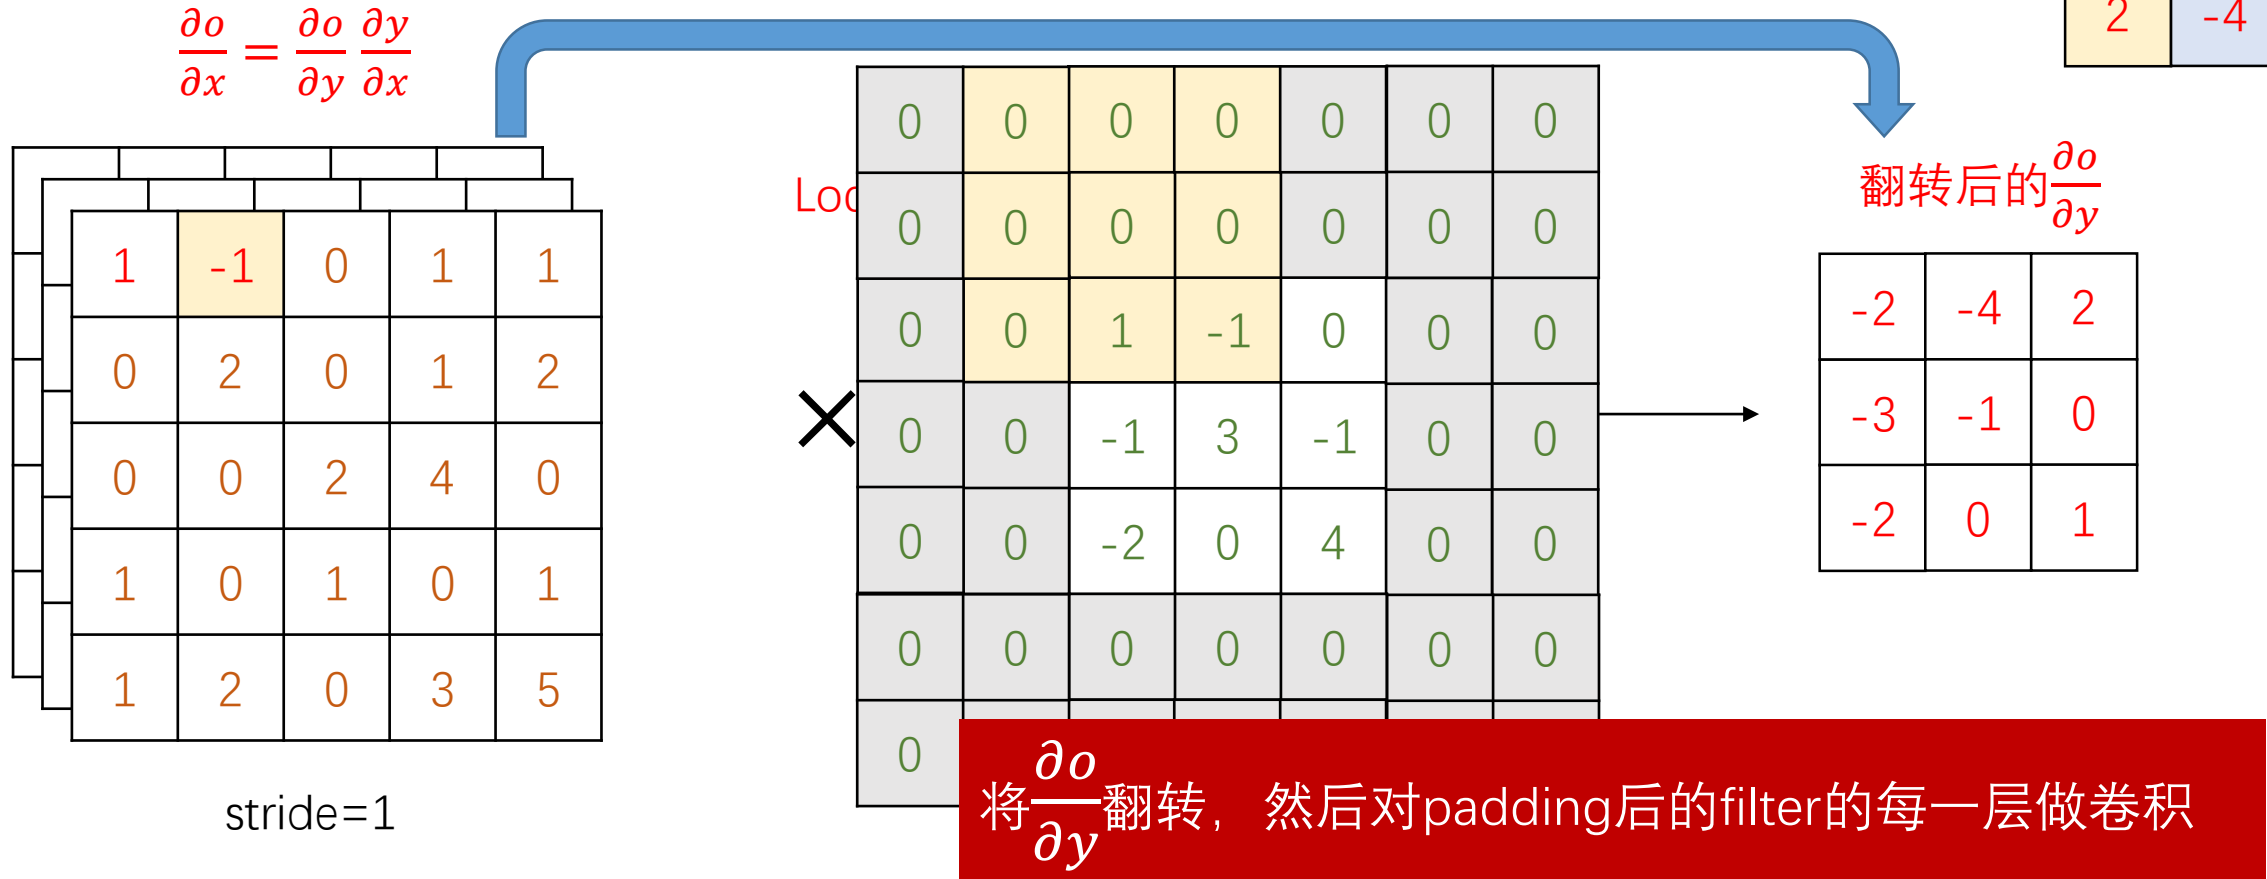 ∂o/∂x = ∂o/∂y ∂y/∂x
2 -4
Loc
翻转后的∂o/∂y
1 -1 0 1 1
0 2 0 1 2
0 0 2 4 0
1 0 1 0 1
1 2 0 3 5
stride=1
×
0 0 0 0 0 0 0
0 0 0 0 0 0 0
0 0 1 -1 0 0 0
0 0 -1 3 -1 0 0
0 0 -2 0 4 0 0
0 0 0 0 0 0 0
0
-2 -4 2
-3 -1 0
-2 0 1
将∂o/∂y翻转，然后对padding后的filter的每一层做卷积